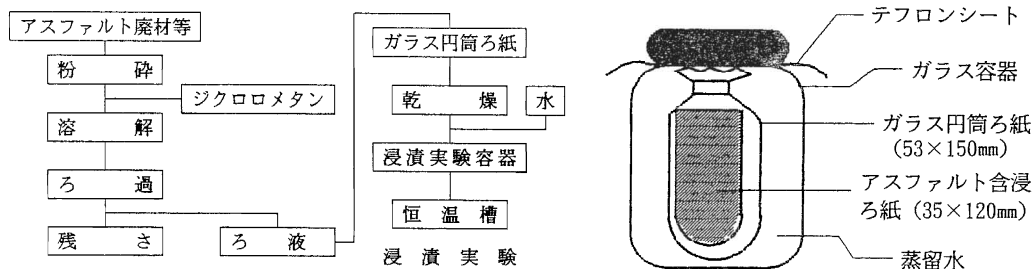 アスファルト廃材等
粉 砕
ジクロロメタン
溶 解
ろ 過
残 さ
ろ 液
ガラス円筒ろ紙
乾 燥
水
浸漬実験容器
恒 温 槽
浸 漬 実 験
テフロンシート
ガラス容器
ガラス円筒ろ紙
(53×150mm)
アスファルト含浸
ろ紙 (35×120mm)
蒸留水